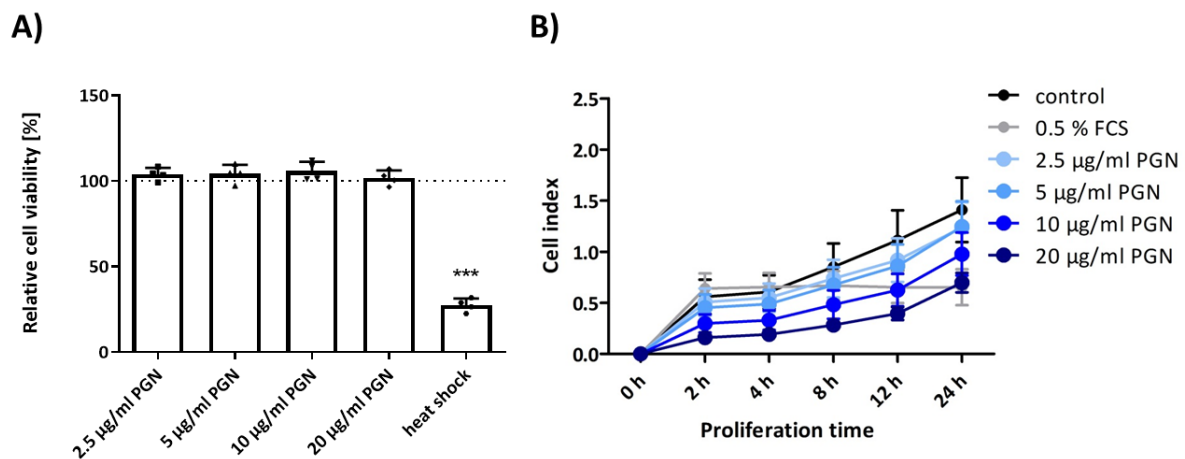 A)
Relative cell viability [%]
150
100
50
0
***
2.5 µg/ml PGN
5 µg/ml PGN
10 µg/ml PGN
20 µg/ml PGN
heat shock
B)
Cell index
2.5
2.0
1.5
1.0
0.5
0.0
0 h
2 h
4 h
8 h
12 h
24 h
Proliferation time
control
0.5 % FCS
2.5 µg/ml PGN
5 µg/ml PGN
10 µg/ml PGN
20 µg/ml PGN